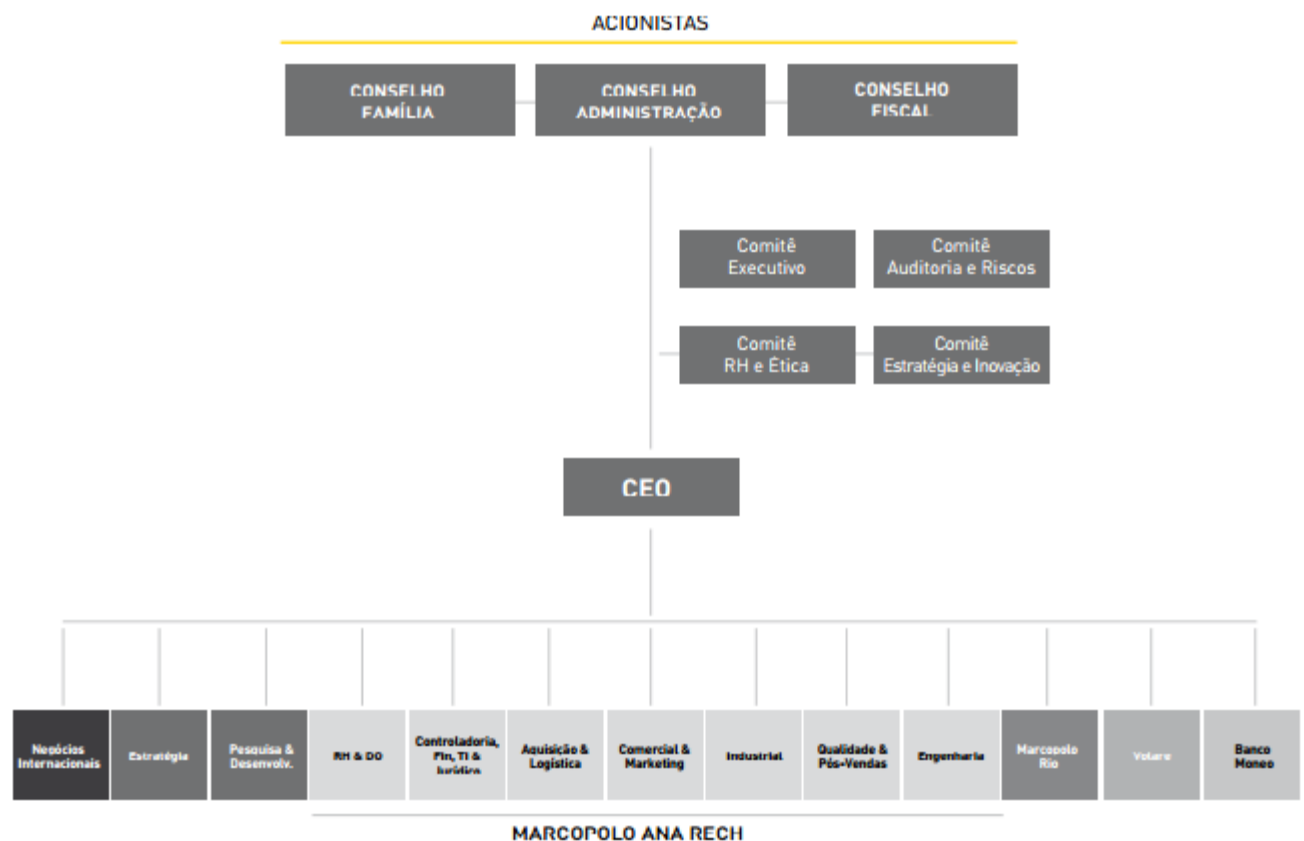 ACIONISTAS
CONSELHO
FAMÍLIA
CONSELHO
ADMINISTRAÇÃO
CONSELHO
FISCAL
Comitê
Executivo
Comitê
Auditoria e Riscos
Comitê
RH e Ética
Comitê
Estratégia e Inovação
CEO
Negócios
Internacionais
Estratégia
Pesquisa &
Desenvolv.
RH & DO
Controladoria,
Fin, TI &
Jurídico
Aquisição &
Logística
Comercial &
Marketing
Industrial
Qualidade &
Pós-Vendas
Engenharia
Marcopolo
Rio
Volare
Banco
Moneo
MARCOPOLO ANA RECH